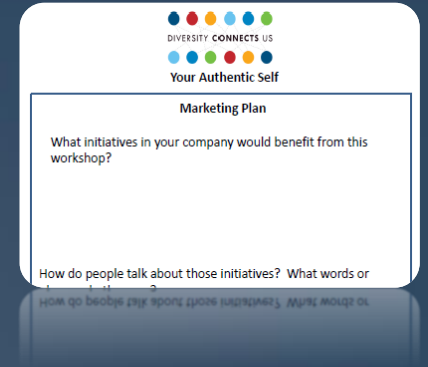 DIVERSITY CONNECTS US
Your Authentic Self
Marketing Plan
What initiatives in your company would benefit from this
workshop?
How do people talk about those initiatives? What words or